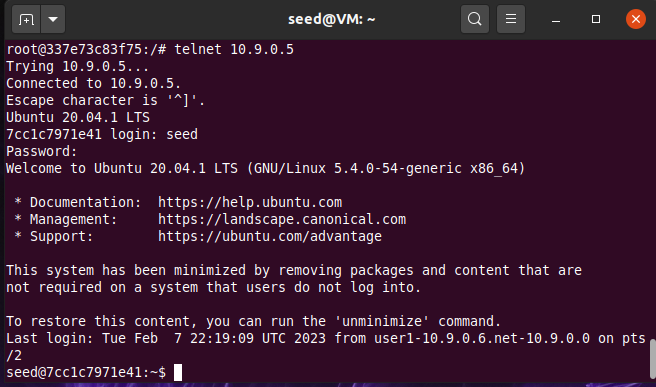 seed@VM: ~
root@337e73c83f75:/# telnet 10.9.0.5
Trying 10.9.0.5...
Connected to 10.9.0.5.
Escape character is '^]'.
Ubuntu 20.04.1 LTS
7cc1c7971e41 login: seed
Password:
Welcome to Ubuntu 20.04.1 LTS (GNU/Linux 5.4.0-54-generic x86_64)

 * Documentation:  https://help.ubuntu.com
 * Management:     https://landscape.canonical.com
 * Support:        https://ubuntu.com/advantage

This system has been minimized by removing packages and content that are
not required on a system that users do not log into.

To restore this content, you can run the 'unminimize' command.
Last login: Tue Feb  7 22:19:09 UTC 2023 from user1-10.9.0.6.net-10.9.0.0 on pts
/2
seed@7cc1c7971e41:~$